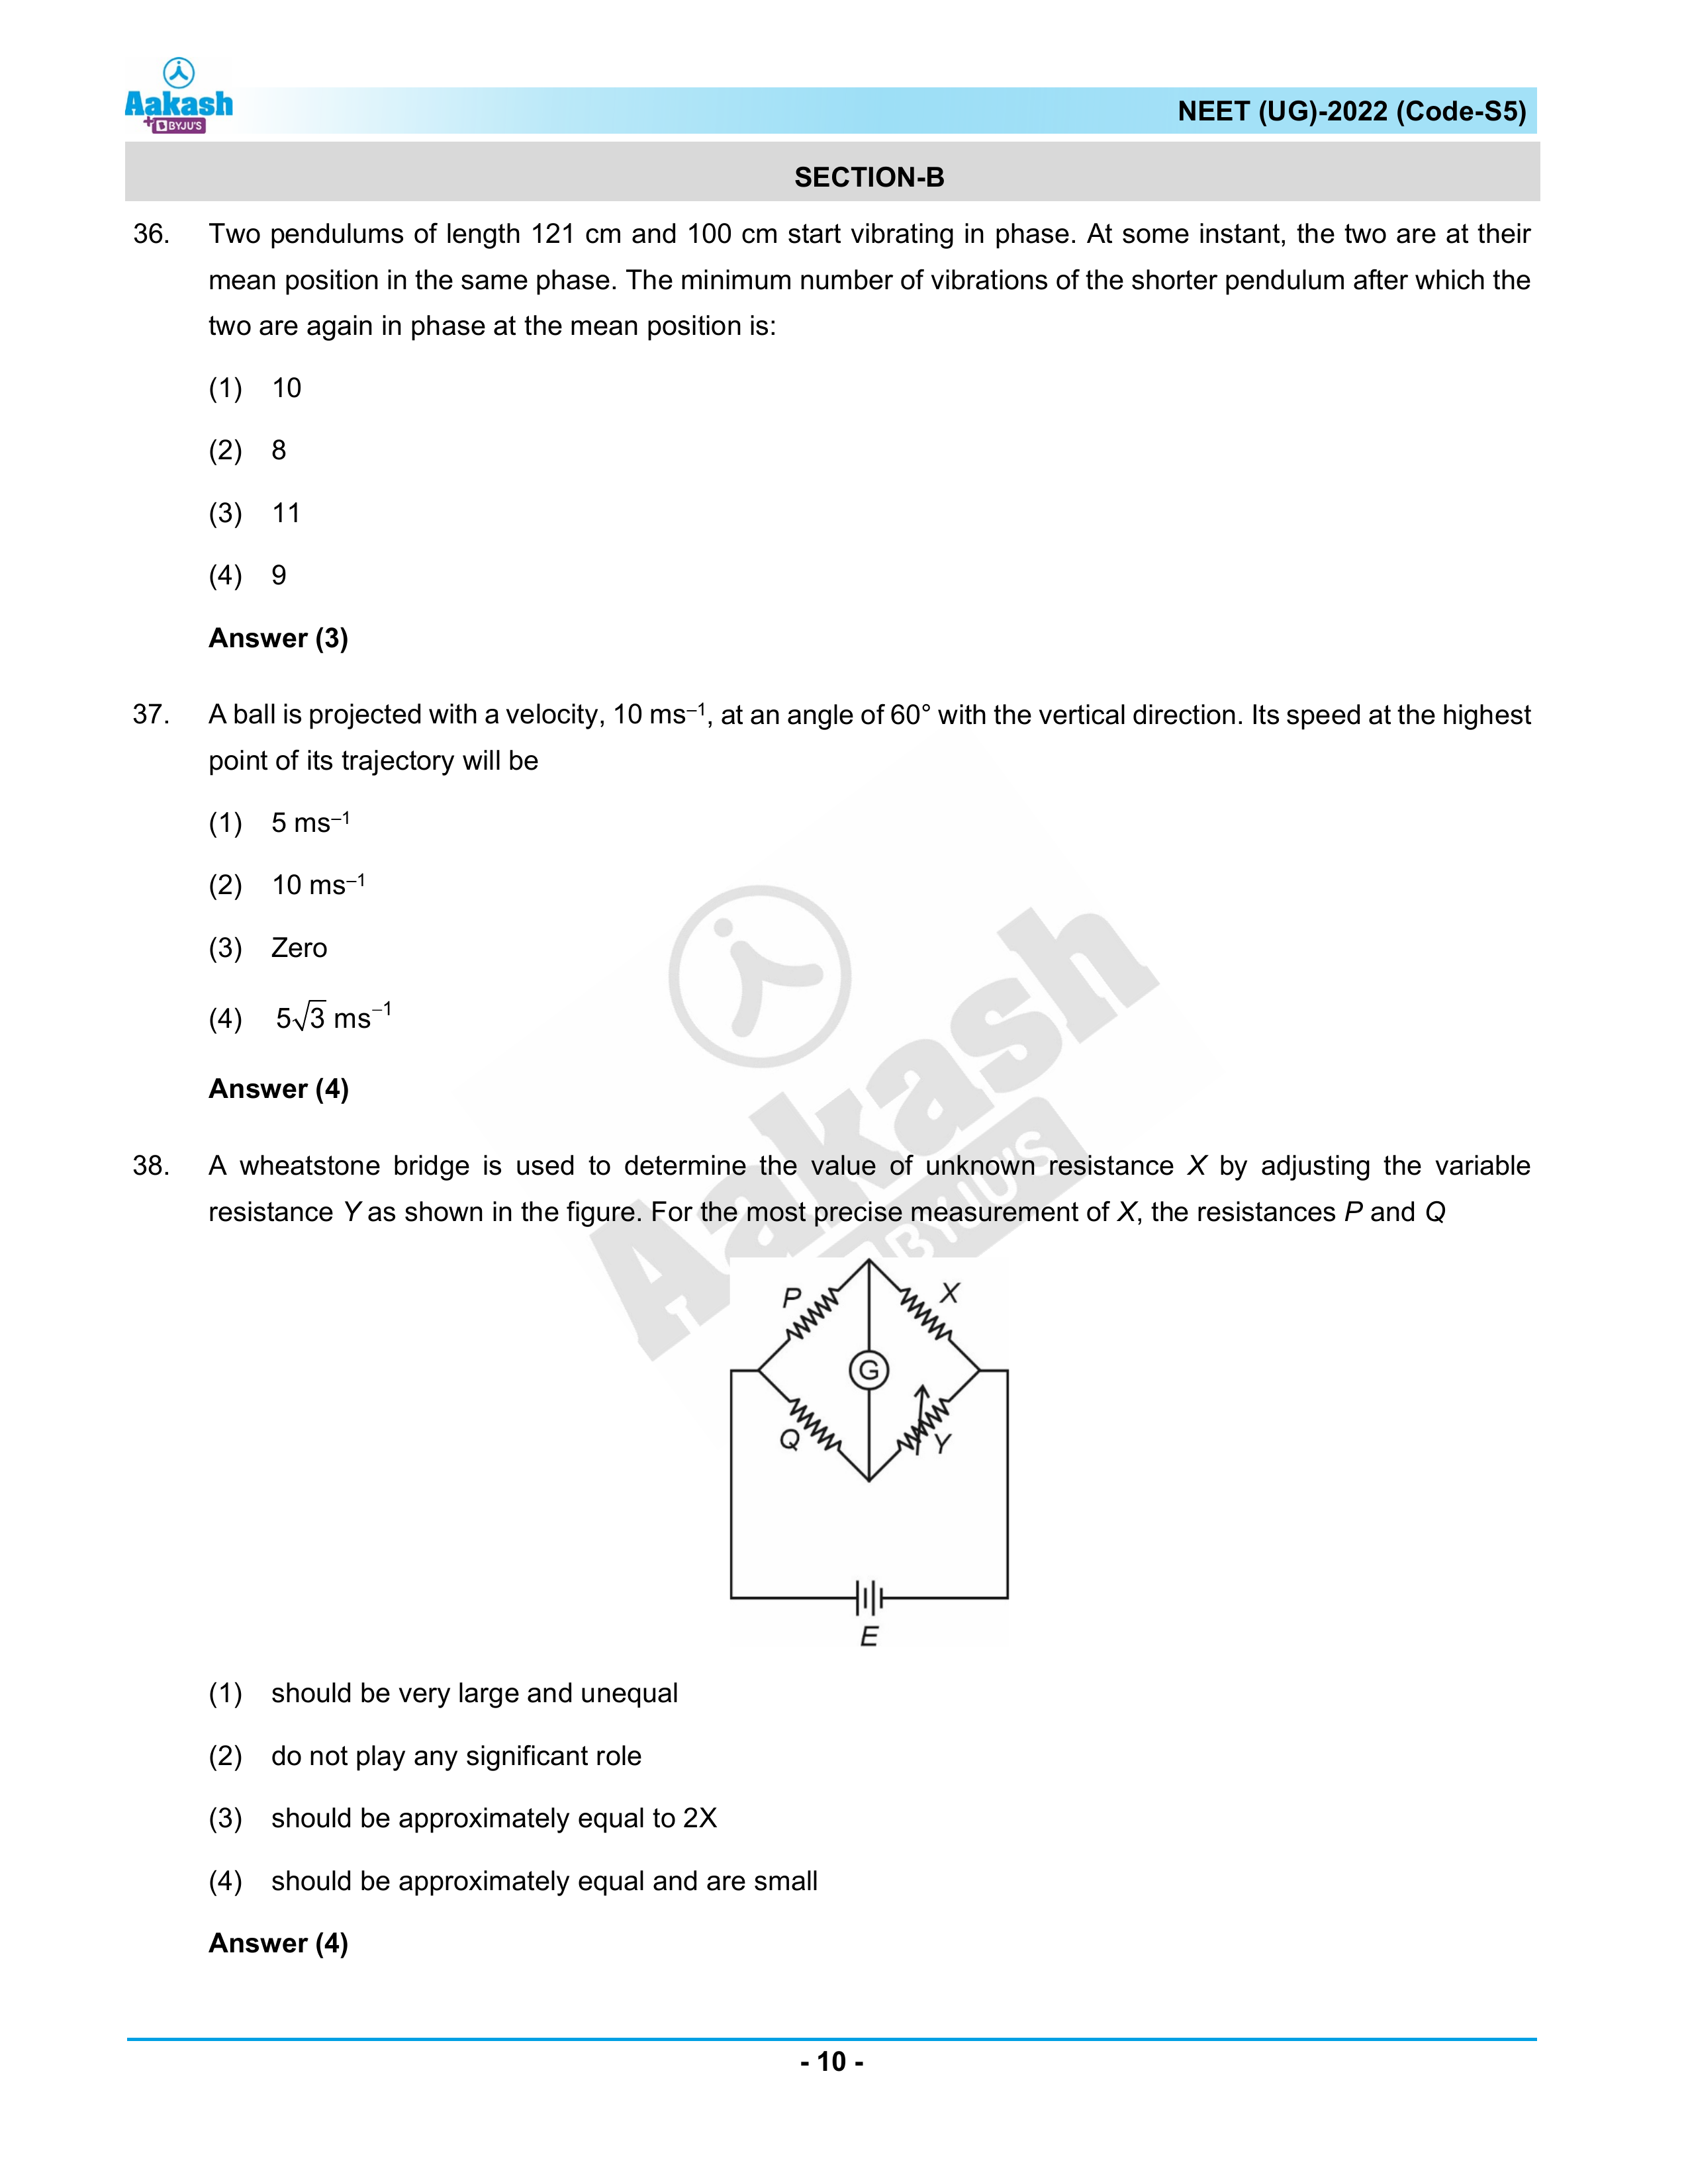 Aakash
+ BYJU'S
NEET (UG)-2022 (Code-S5)
SECTION-B
36. Two pendulums of length 121 cm and 100 cm start vibrating in phase. At some instant, the two are at their
mean position in the same phase. The minimum number of vibrations of the shorter pendulum after which the
two are again in phase at the mean position is:
(1) 10
(2) 8
(3) 11
(4) 9
Answer (3)
37. A ball is projected with a velocity, 10 ms⁻¹, at an angle of 60° with the vertical direction. Its speed at the highest
point of its trajectory will be
(1) 5 ms⁻¹
(2) 10 ms⁻¹
(3) Zero
(4) 5√3 ms⁻¹
Answer (4)
38. A wheatstone bridge is used to determine the value of unknown resistance X by adjusting the variable
resistance Y as shown in the figure. For the most precise measurement of X, the resistances P and Q
P
X
G
Q
Y
E
(1) should be very large and unequal
(2) do not play any significant role
(3) should be approximately equal to 2X
(4) should be approximately equal and are small
Answer (4)
Aakash
BYJU'S
- 10 -